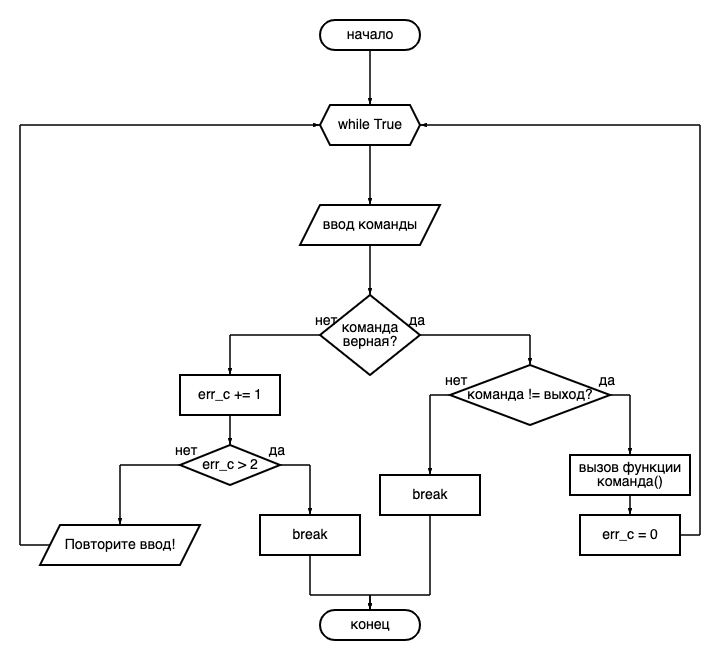 начало
while True
ввод команды
нет
да
команда
верная?
нет
да
команда != выход?
err_c += 1
нет
да
err_c > 2
вызов функции
команда()
break
Повторите ввод!
break
err_c = 0
конец